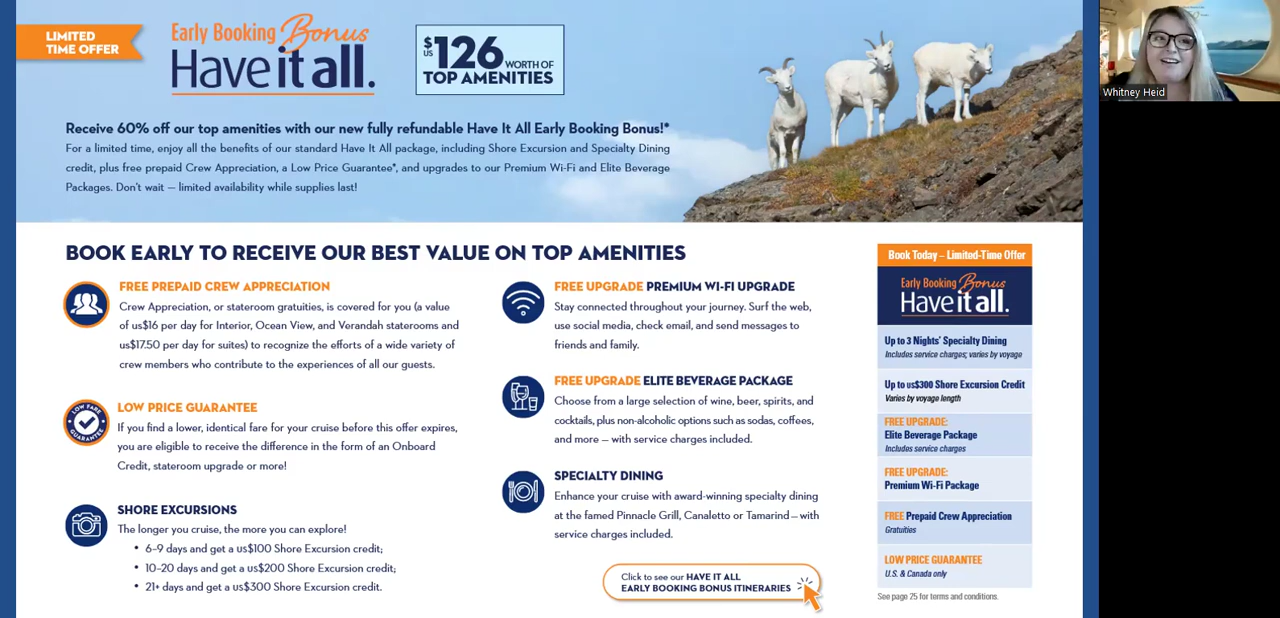 LIMITED
TIME OFFER
Early Booking Bonus
Have it all.
$US126 WORTH OF
TOP AMENITIES
Whitney Heid
Receive 60% off our top amenities with our new fully refundable Have It All Early Booking Bonus!*
For a limited time, enjoy all the benefits of our standard Have It All package, including Shore Excursion and Specialty Dining
credit, plus free prepaid Crew Appreciation, a Low Price Guarantee*, and upgrades to our Premium Wi-Fi and Elite Beverage
Packages. Don't wait — limited availability while supplies last!
BOOK EARLY TO RECEIVE OUR BEST VALUE ON TOP AMENITIES
FREE PREPAID CREW APPRECIATION
Crew Appreciation, or stateroom gratuities, is covered for you (a value
of US$16 per day for Interior, Ocean View, and Verandah staterooms and
US$17.50 per day for suites) to recognize the efforts of a wide variety of
crew members who contribute to the experiences of all our guests.
LOW FARE
GUARANTEE
LOW PRICE GUARANTEE
If you find a lower, identical fare for your cruise before this offer expires,
you are eligible to receive the difference in the form of an Onboard
Credit, stateroom upgrade or more!
SHORE EXCURSIONS
The longer you cruise, the more you can explore!
• 6–9 days and get a US$100 Shore Excursion credit;
• 10–20 days and get a US$200 Shore Excursion credit;
• 21+ days and get a US$300 Shore Excursion credit.
FREE UPGRADE PREMIUM WI-FI UPGRADE
Stay connected throughout your journey. Surf the web,
use social media, check email, and send messages to
friends and family.
FREE UPGRADE ELITE BEVERAGE PACKAGE
Choose from a large selection of wine, beer, spirits, and
cocktails, plus non-alcoholic options such as sodas, coffees,
and more — with service charges included.
SPECIALTY DINING
Enhance your cruise with award-winning specialty dining
at the famed Pinnacle Grill, Canaletto or Tamarind — with
service charges included.
Click to see our HAVE IT ALL
EARLY BOOKING BONUS ITINERARIES
Book Today – Limited-Time Offer
Early Booking Bonus
Have it all.
Up to 3 Nights' Specialty Dining
Includes service charges; varies by voyage
Up to US$300 Shore Excursion Credit
Varies by voyage length
FREE UPGRADE:
Elite Beverage Package
Includes service charges
FREE UPGRADE:
Premium Wi-Fi Package
FREE Prepaid Crew Appreciation
Gratuities
LOW PRICE GUARANTEE
U.S. & Canada only
See page 25 for terms and conditions.